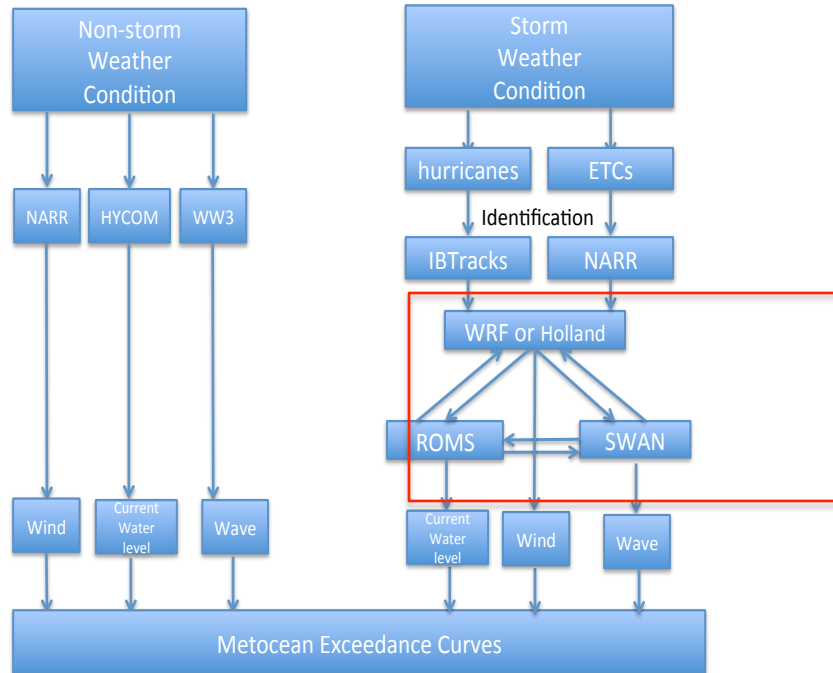 Non-storm
Weather
Condition
Storm
Weather
Condition
hurricanes
ETCs
Identification
NARR
HYCOM
WW3
IBTracks
NARR
WRF or Holland
ROMS
SWAN
Wind
Current
Water
level
Wave
Current
Water
level
Wind
Wave
Metocean Exceedance Curves